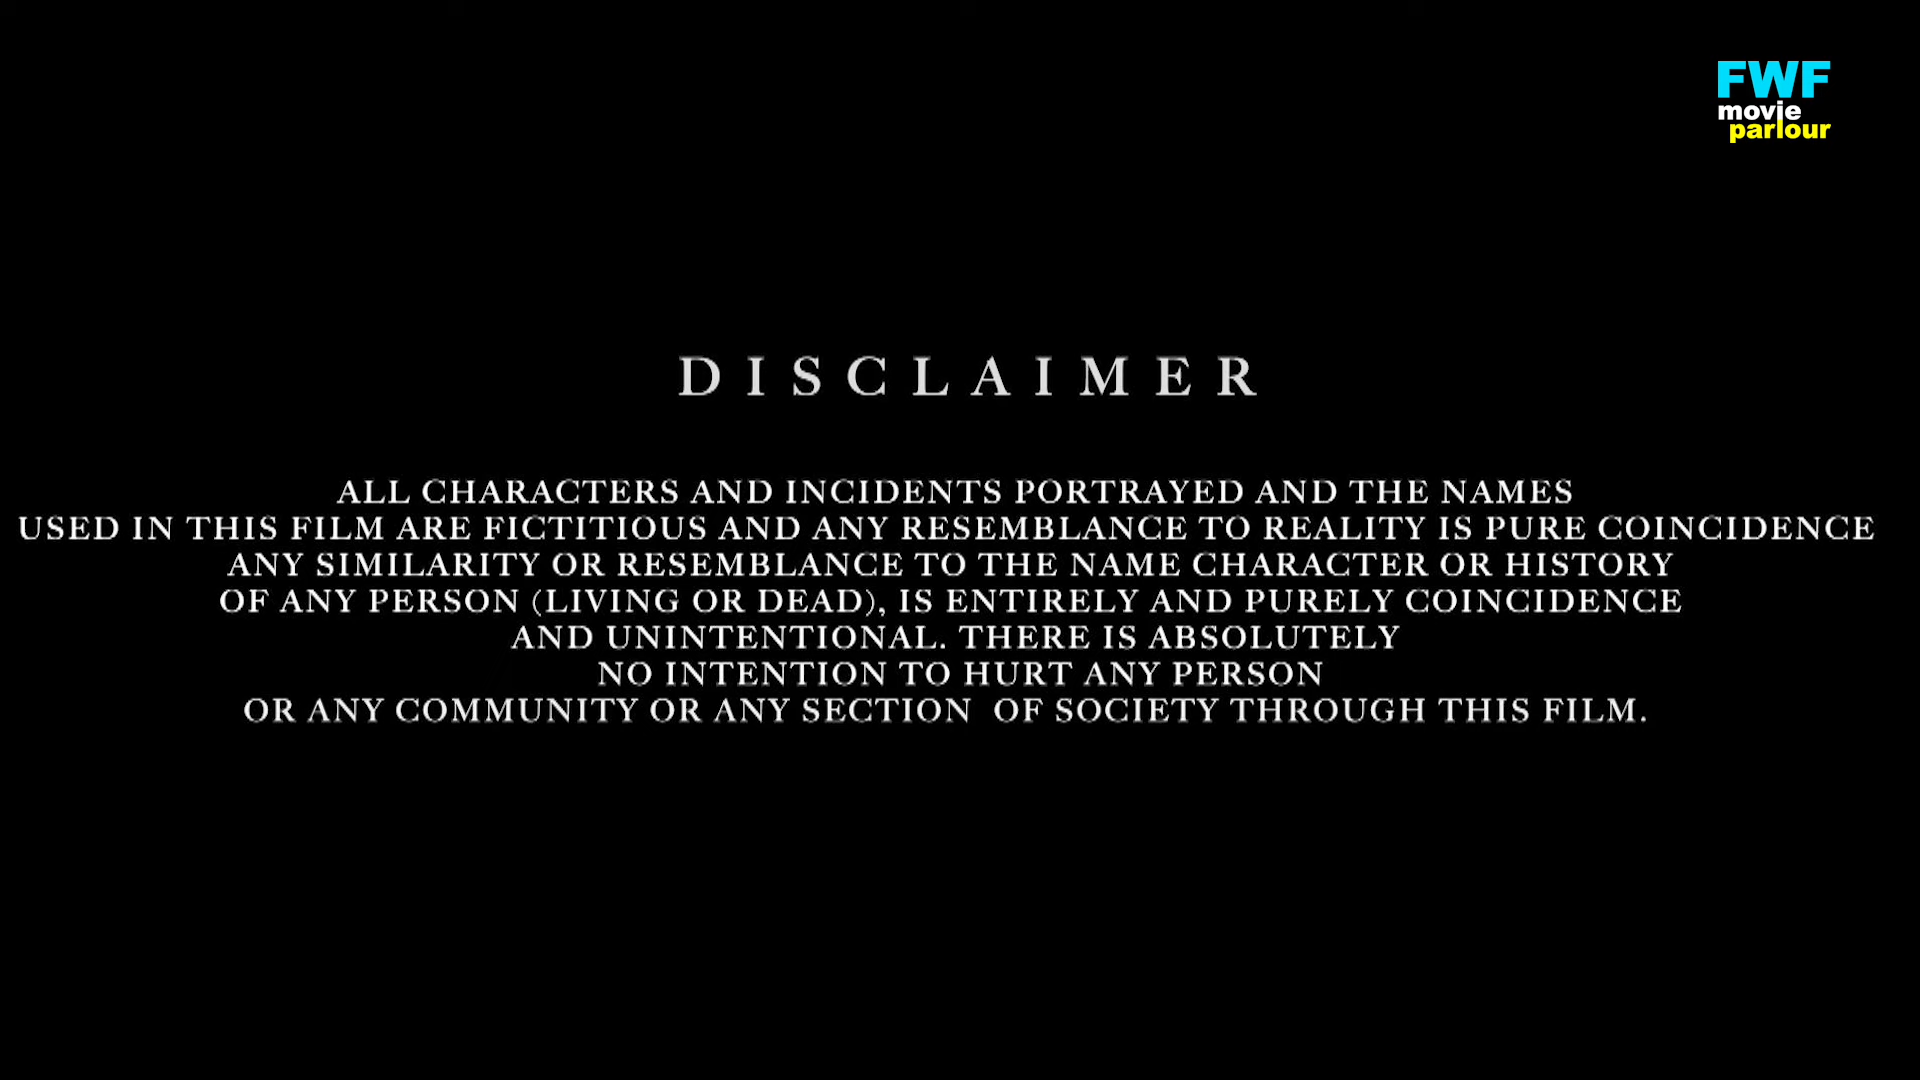 FWF
movie
parlour
DISCLAIMER
ALL CHARACTERS AND INCIDENTS PORTRAYED AND THE NAMES
USED IN THIS FILM ARE FICTITIOUS AND ANY RESEMBLANCE TO REALITY IS PURE COINCIDENCE
ANY SIMILARITY OR RESEMBLANCE TO THE NAME CHARACTER OR HISTORY
OF ANY PERSON (LIVING OR DEAD), IS ENTIRELY AND PURELY COINCIDENCE
AND UNINTENTIONAL. THERE IS ABSOLUTELY
NO INTENTION TO HURT ANY PERSON
OR ANY COMMUNITY OR ANY SECTION OF SOCIETY THROUGH THIS FILM.